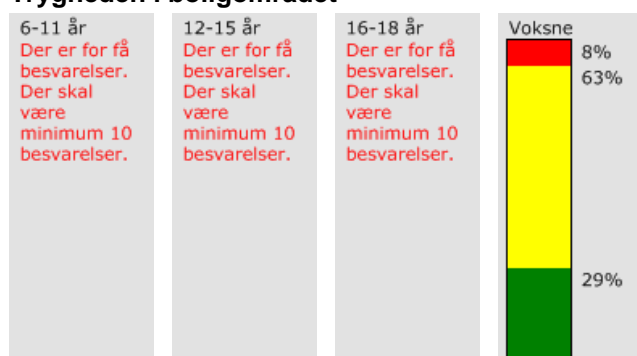 Trygheden i boligområdet
6-11 år
Der er for få
besvarelser.
Der skal
være
minimum 10
besvarelser.
12-15 år
Der er for få
besvarelser.
Der skal
være
minimum 10
besvarelser.
16-18 år
Der er for få
besvarelser.
Der skal
være
minimum 10
besvarelser.
Voksne
8%
63%
29%